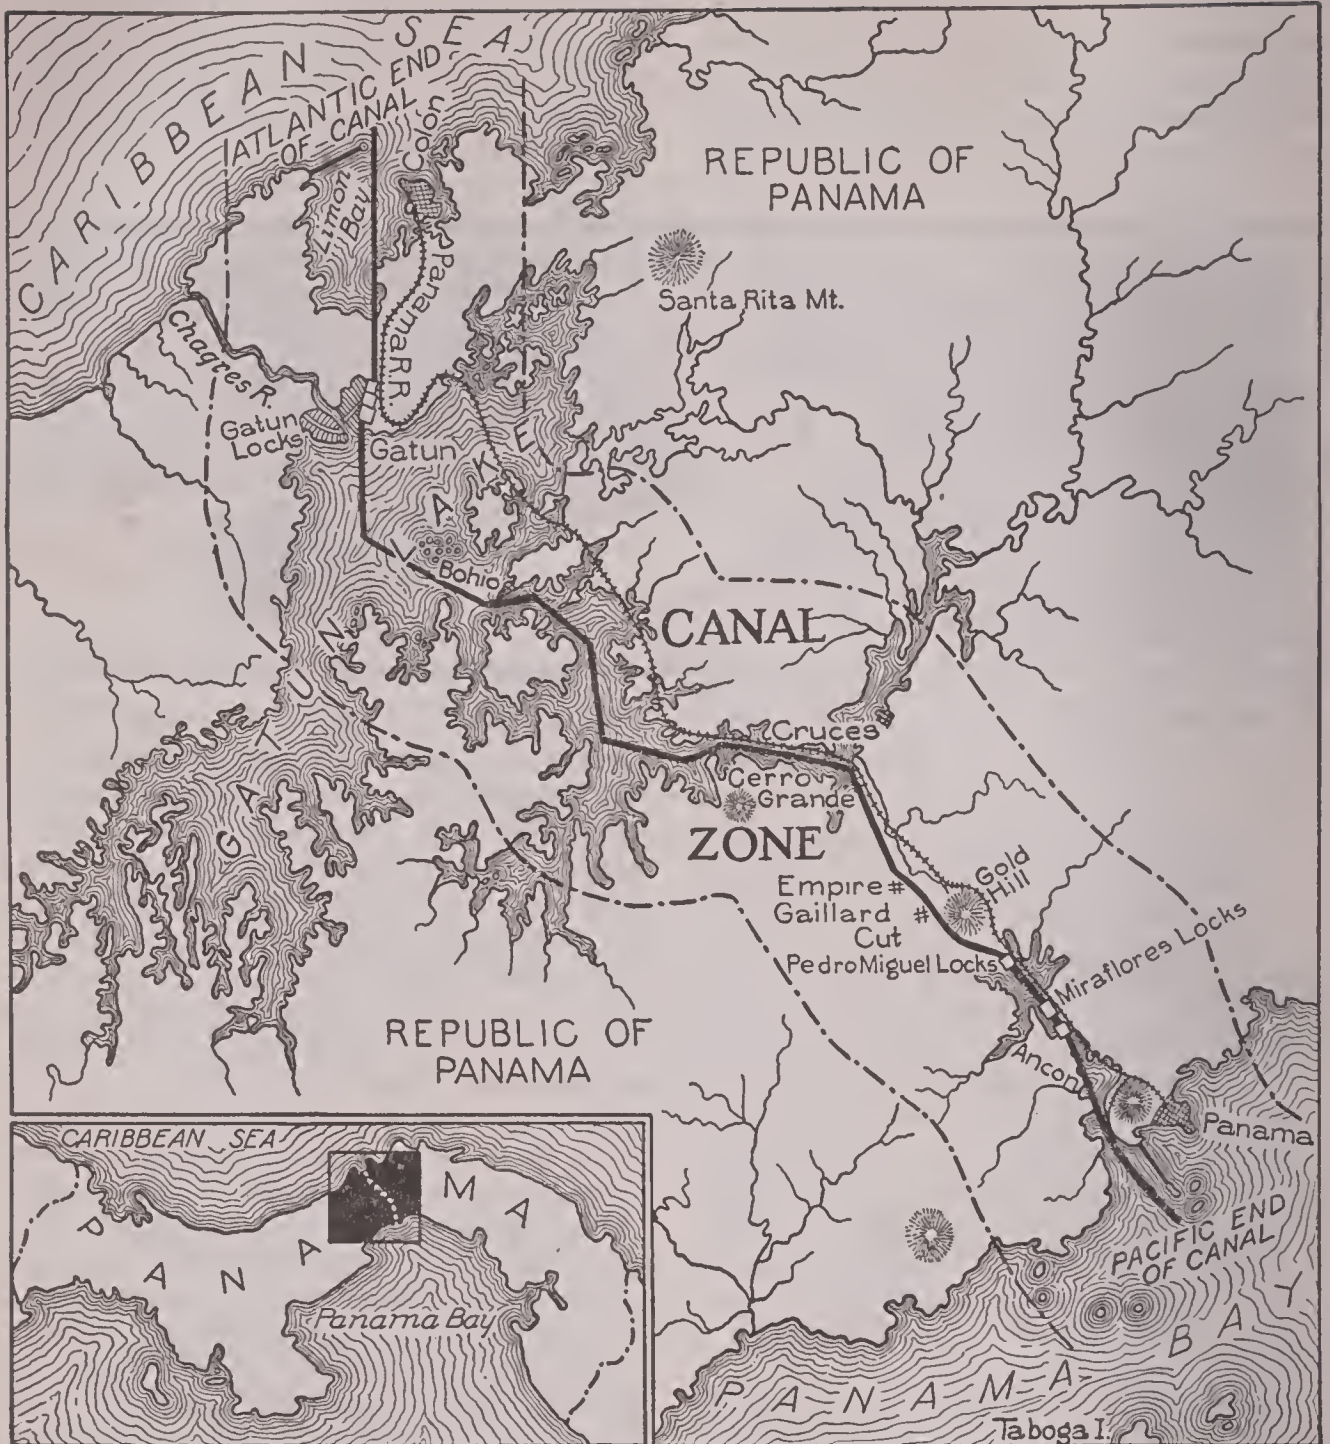 CARIBBEAN SEA
ATLANTIC END
OF CANAL
Colon
Limon
Bay
Panama R.R.
REPUBLIC OF
PANAMA
Santa Rita Mt.
Chagres R.
Gatun
Locks
Gatun
GATUN LAKE
Bohio
CANAL
Cruces
Cerro
Grande
ZONE
Gold
Hill
Empire #
Gaillard #
Cut
Pedro Miguel Locks
Miraflores Locks
REPUBLIC OF
PANAMA
Ancon
Panama
PACIFIC END
OF CANAL
PANAMA BAY
Taboga I.
CARIBBEAN SEA
PANAMA
Panama Bay